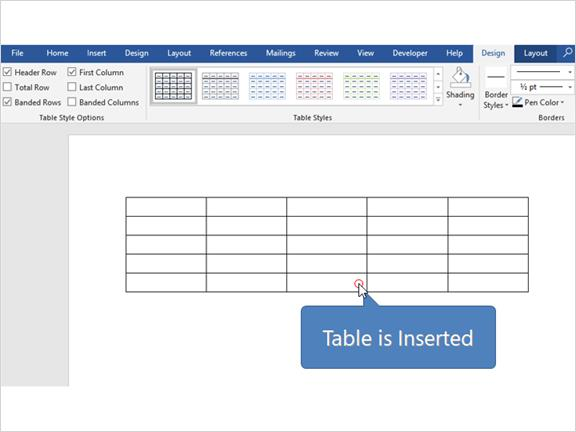 File Home Insert Design Layout References Mailings Review View Developer Help Design Layout
Header Row First Column
Total Row Last Column
Banded Rows Banded Columns
Table Style Options
Table Styles
Shading
Border
Styles
½ pt
Pen Color
Borders
Table is Inserted